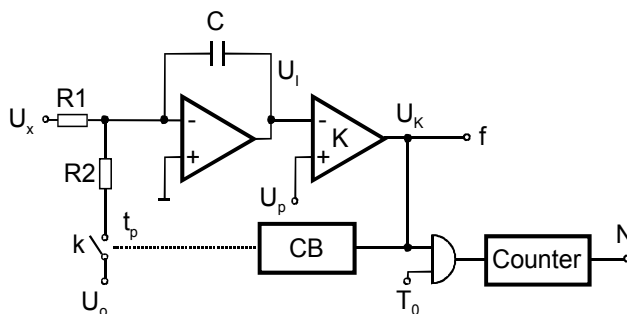 C
U_I
R1
U_x
-
+
-
K
+
U_K
f
R2
U_p
t_p
k
CB
Counter
N
U_o
T_0